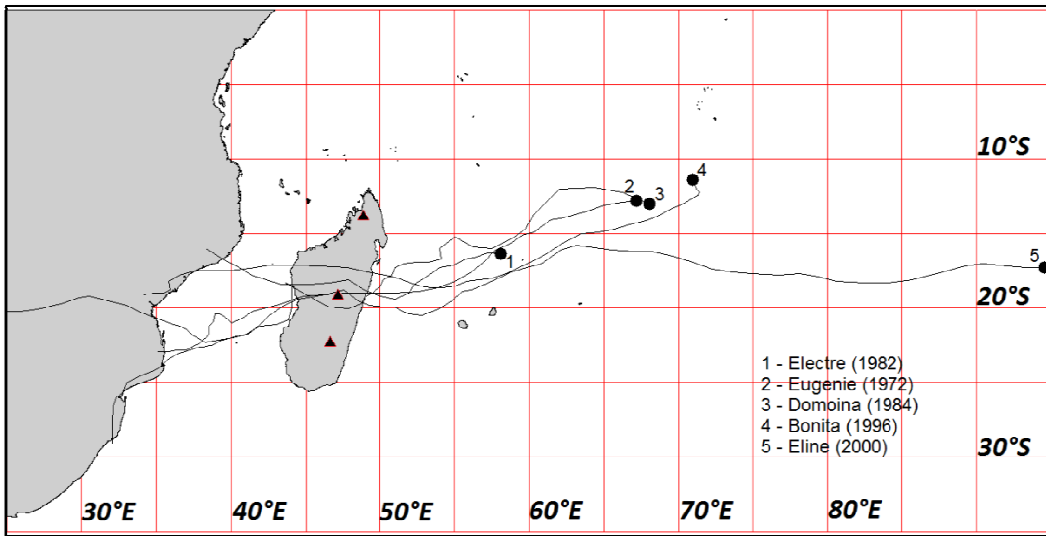 10°S
4
2
3
1
5
20°S
1 - Electre (1982)
2 - Eugenie (1972)
3 - Domoina (1984)
4 - Bonita (1996)
5 - Eline (2000)
30°S
30°E 40°E 50°E 60°E 70°E 80°E